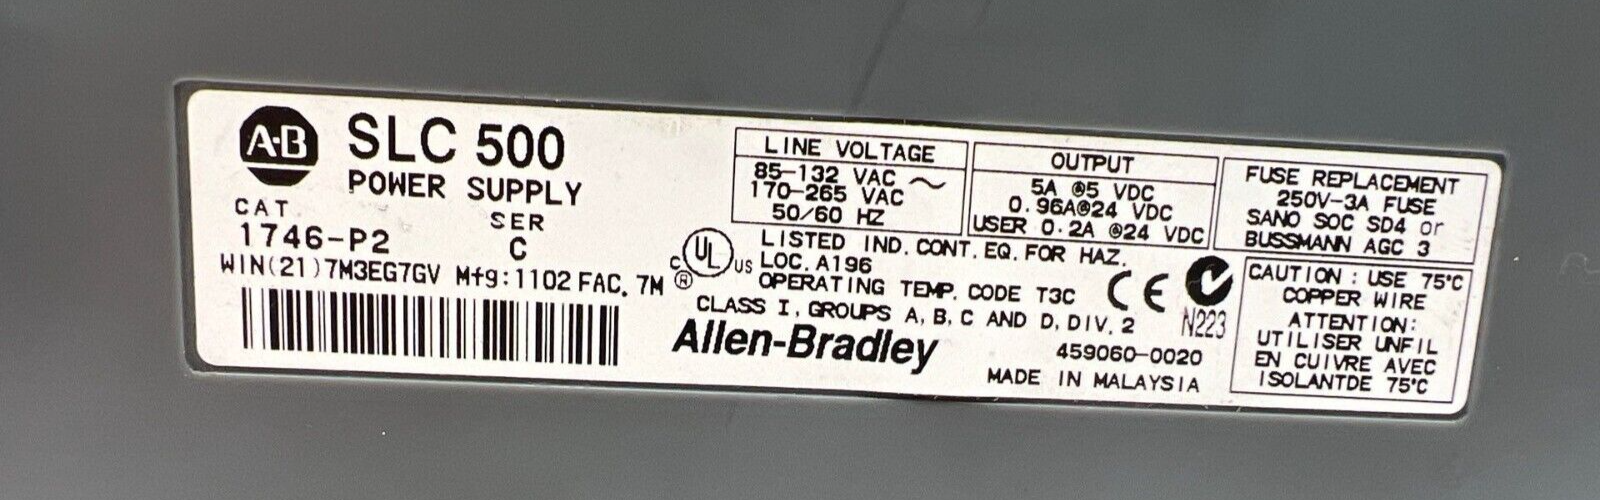 A-B
SLC 500
POWER SUPPLY
CAT. SER
1746-P2 C
WIN(21)7M3EG7GV Mfg:1102 FAC. 7M
LINE VOLTAGE
85-132 VAC ~
170-265 VAC
50/60 HZ
OUTPUT
5A @5 VDC
0.96A@24 VDC
USER 0.2A @24 VDC
FUSE REPLACEMENT
250V-3A FUSE
SANO SOC SD4 or
BUSSMANN AGC 3
C UL US ®
LISTED IND. CONT. EQ. FOR HAZ.
LOC. A196
OPERATING TEMP. CODE T3C
CLASS I, GROUPS A, B, C AND D, DIV. 2
CE
N223
Allen-Bradley
459060-0020
MADE IN MALAYSIA
CAUTION : USE 75°C
COPPER WIRE
ATTENTION:
UTILISER UNFIL
EN CUIVRE AVEC
ISOLANTDE 75°C